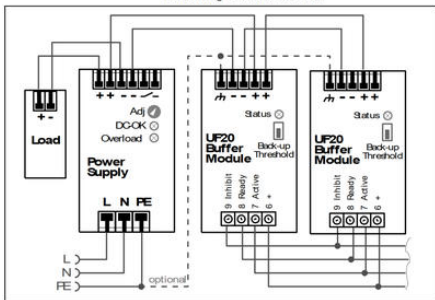 + -
Load
+ + - -
Adj
DC-OK
Overload
Power
Supply
L N PE
- - + +
Status
UF20
Buffer
Module
Back-up
Threshold
9 Inhibit
8 Ready
7 Active
6 +
- - + +
Status
UF20
Buffer
Module
Back-up
Threshold
9 Inhibit
8 Ready
7 Active
6 +
L
N
PE
optional